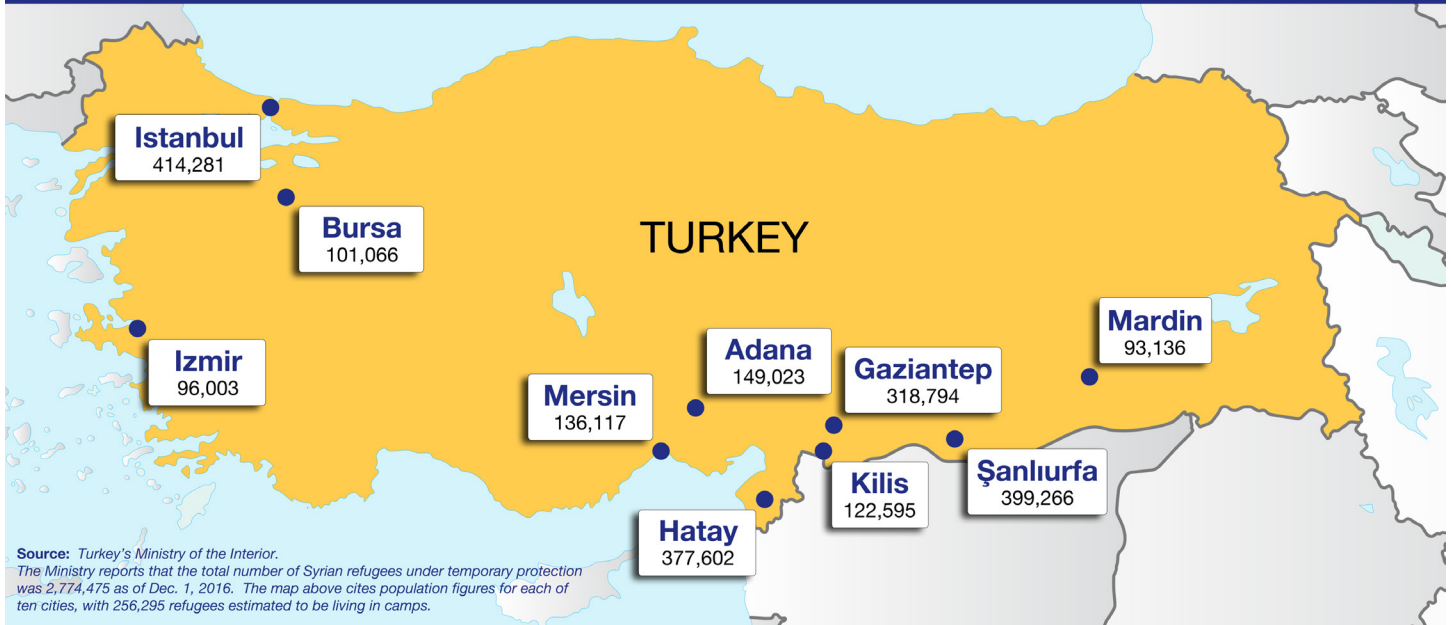 Istanbul
414,281
Bursa
101,066
TURKEY
Izmir
96,003
Mersin
136,117
Adana
149,023
Gaziantep
318,794
Mardin
93,136
Hatay
377,602
Kilis
122,595
Şanlıurfa
399,266
Source: Turkey's Ministry of the Interior.
The Ministry reports that the total number of Syrian refugees under temporary protection
was 2,774,475 as of Dec. 1, 2016. The map above cites population figures for each of
ten cities, with 256,295 refugees estimated to be living in camps.